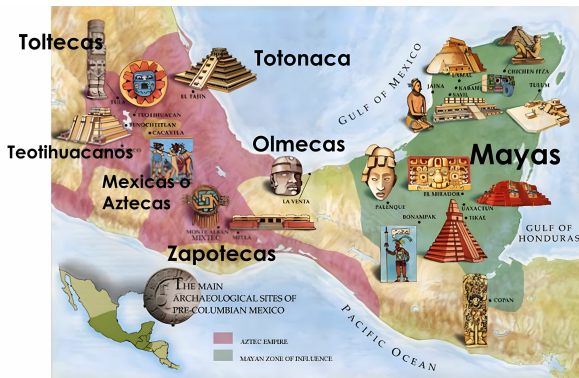 Toltecas
Totonaca
GULF OF MEXICO
UXMAL
CHICHEN ITZA
JAINA
KABAH
SAYIL
TULUM
EL TAJIN
TULA
TEOTIHUACAN
TENOCHTITLAN
CACAXTLA
Teotihuacanos
Olmecas
Mayas
LA VENTA
EL MIRADOR
PALENQUE
UAXACTUN
TIKAL
BONAMPAK
GULF OF
HONDURAS
Mexicas o
Aztecas
MONTE ALBAN
MIXTEC
MITLA
Zapotecas
COPAN
THE MAIN
ARCHAEOLOGICAL SITES OF
PRE-COLUMBIAN MEXICO
PACIFIC OCEAN
AZTEC EMPIRE
MAYAN ZONE OF INFLUENCE